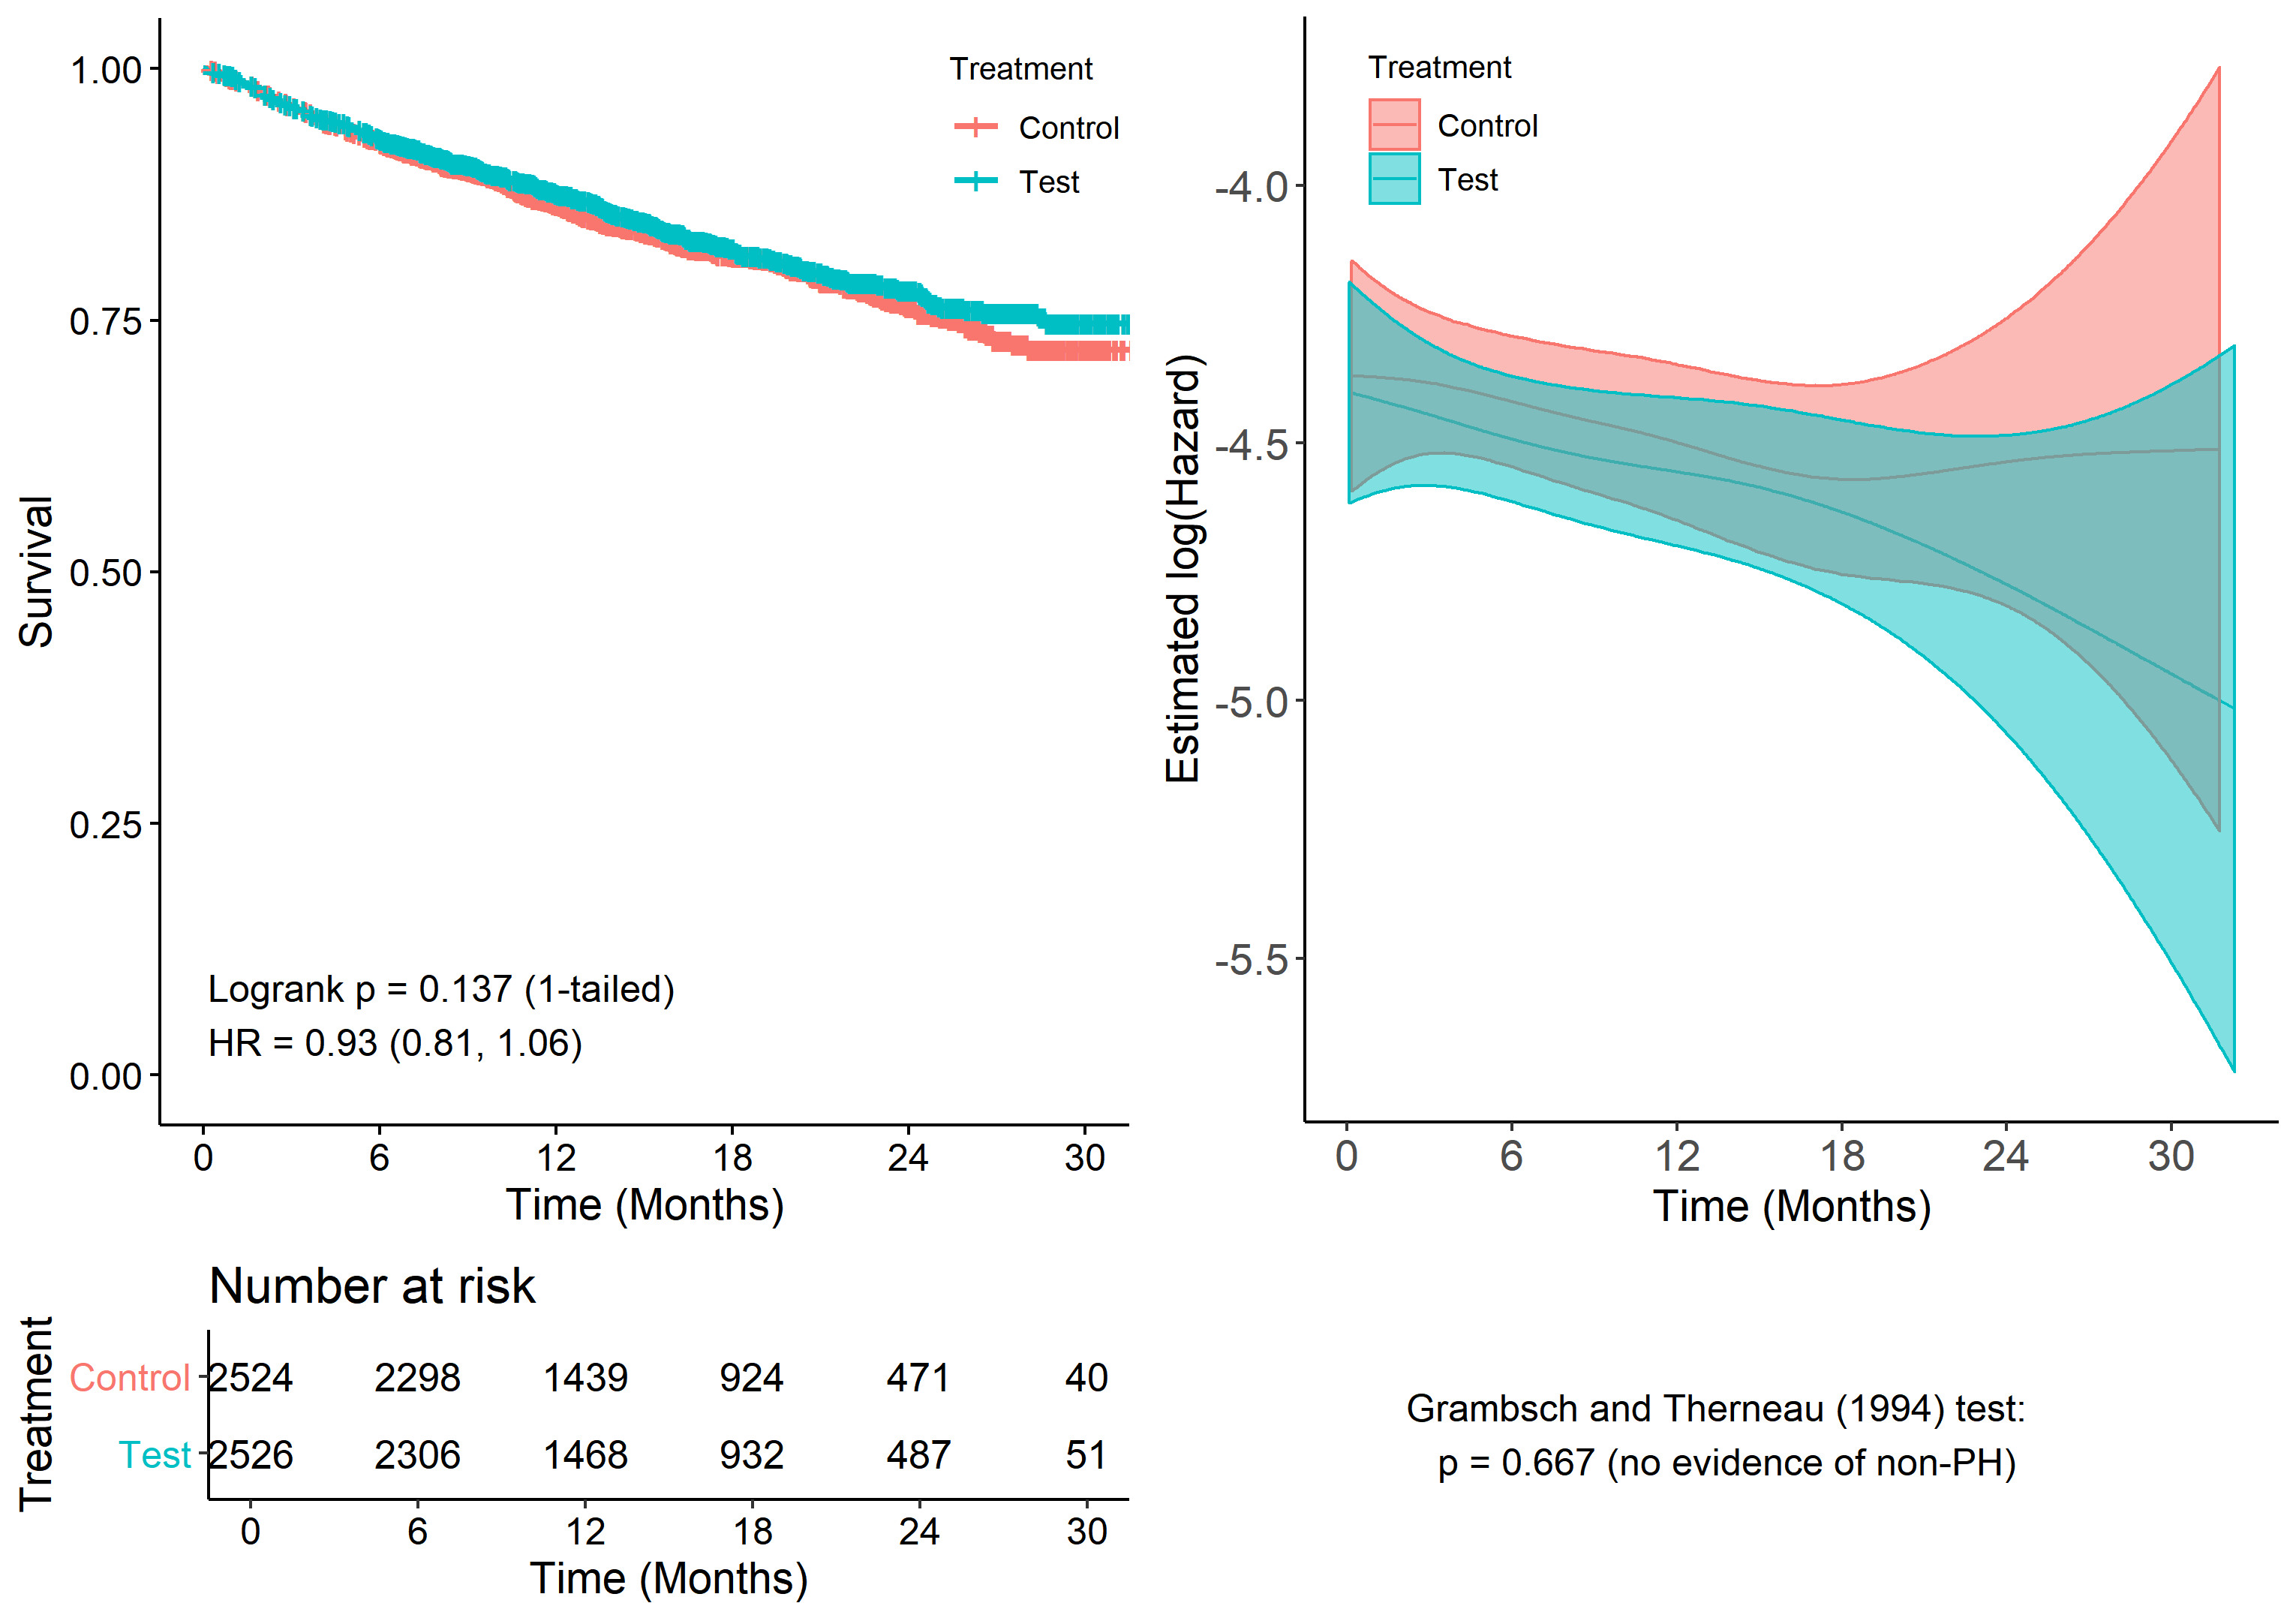 1.00
0.75
0.50
0.25
0.00
Survival
Treatment
Control
Test
Logrank p = 0.137 (1-tailed)
HR = 0.93 (0.81, 1.06)
0 6 12 18 24 30
Time (Months)
Treatment
Control
Test
-4.0
-4.5
-5.0
-5.5
Estimated log(Hazard)
0 6 12 18 24 30
Time (Months)
Number at risk
Treatment
Control 2524 2298 1439 924 471 40
Test 2526 2306 1468 932 487 51
0 6 12 18 24 30
Time (Months)
Grambsch and Therneau (1994) test:
p = 0.667 (no evidence of non-PH)